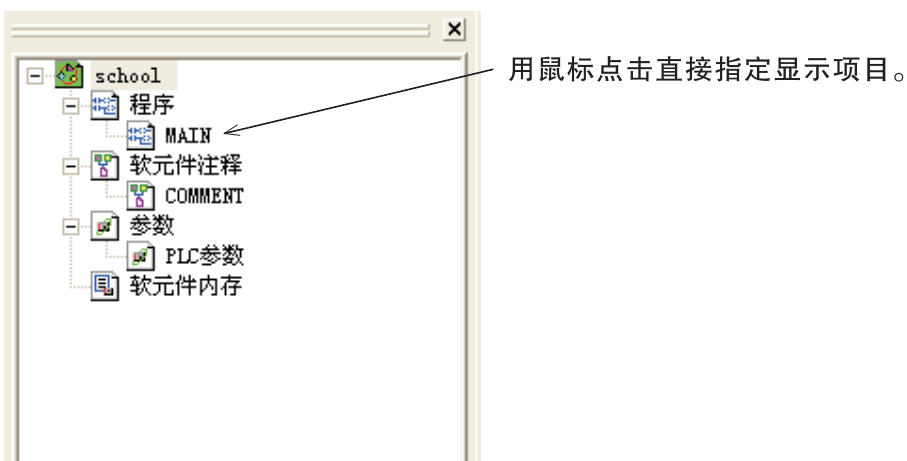 school
用鼠标点击直接指定显示项目。
程序
MAIN
软元件注释
COMMENT
参数
PLC参数
软元件内存